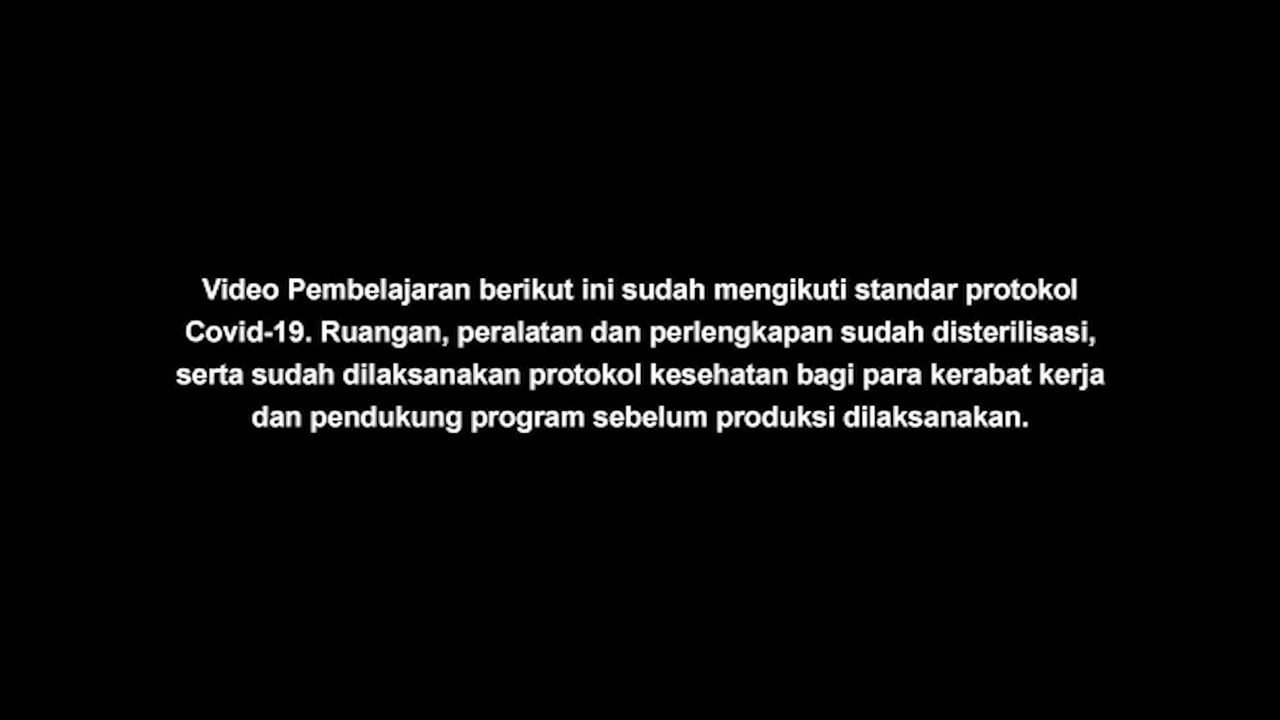 Video Pembelajaran berikut ini sudah mengikuti standar protokol
Covid-19. Ruangan, peralatan dan perlengkapan sudah disterilisasi,
serta sudah dilaksanakan protokol kesehatan bagi para kerabat kerja
dan pendukung program sebelum produksi dilaksanakan.